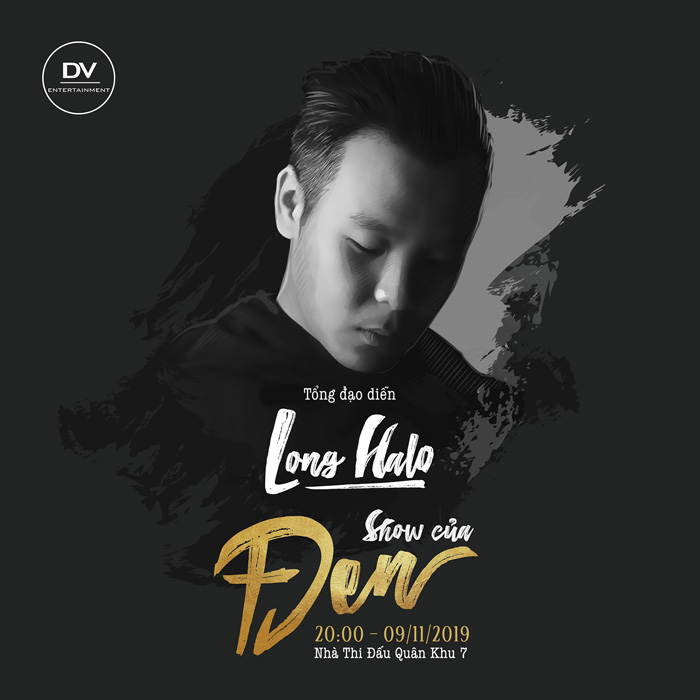 DV
ENTERTAINMENT
Tổng đạo diễn
Long Halo
Show của
Đen
20:00 - 09/11/2019
Nhà Thi Đấu Quân Khu 7